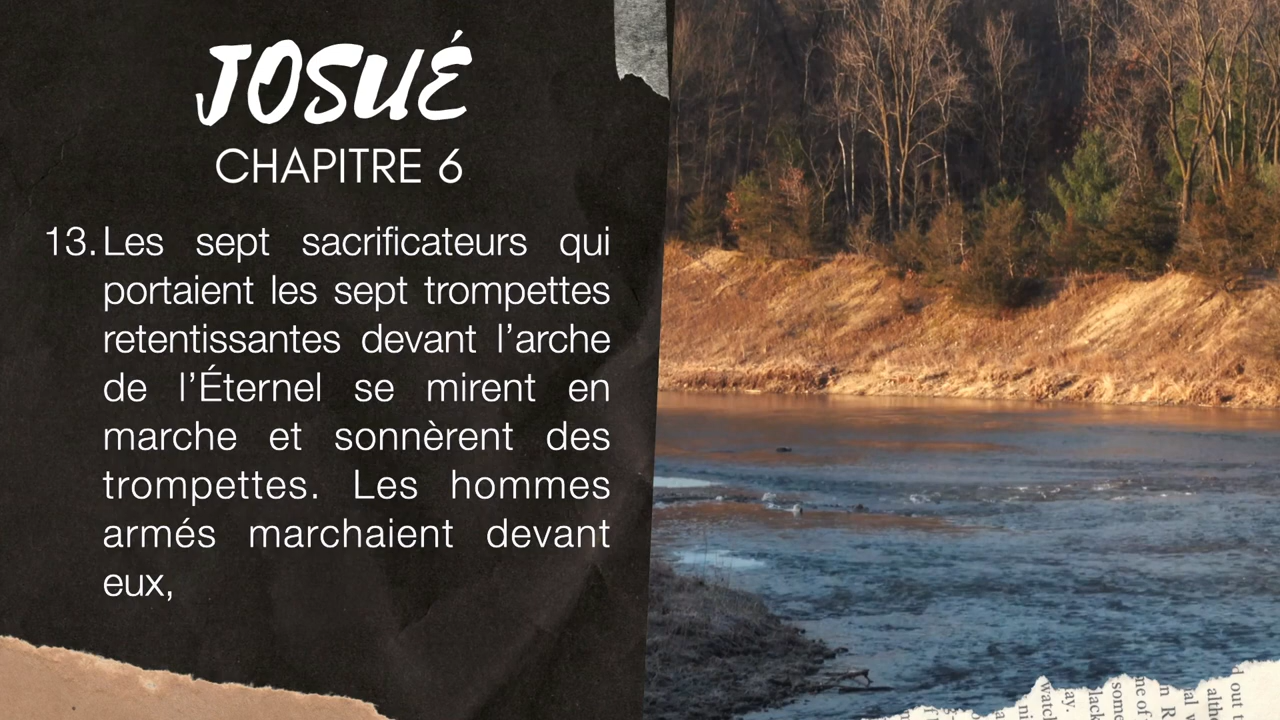 JOSUÉ
CHAPITRE 6
13. Les sept sacrificateurs qui
portaient les sept trompettes
retentissantes devant l’arche
de l’Éternel se mirent en
marche et sonnèrent des
trompettes. Les hommes
armés marchaient devant
eux,